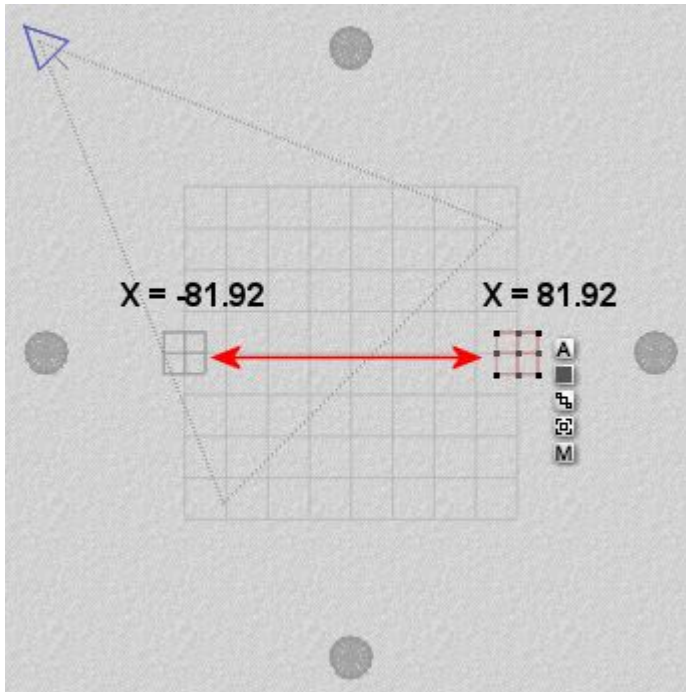 X = -81.92
X = 81.92
A
M